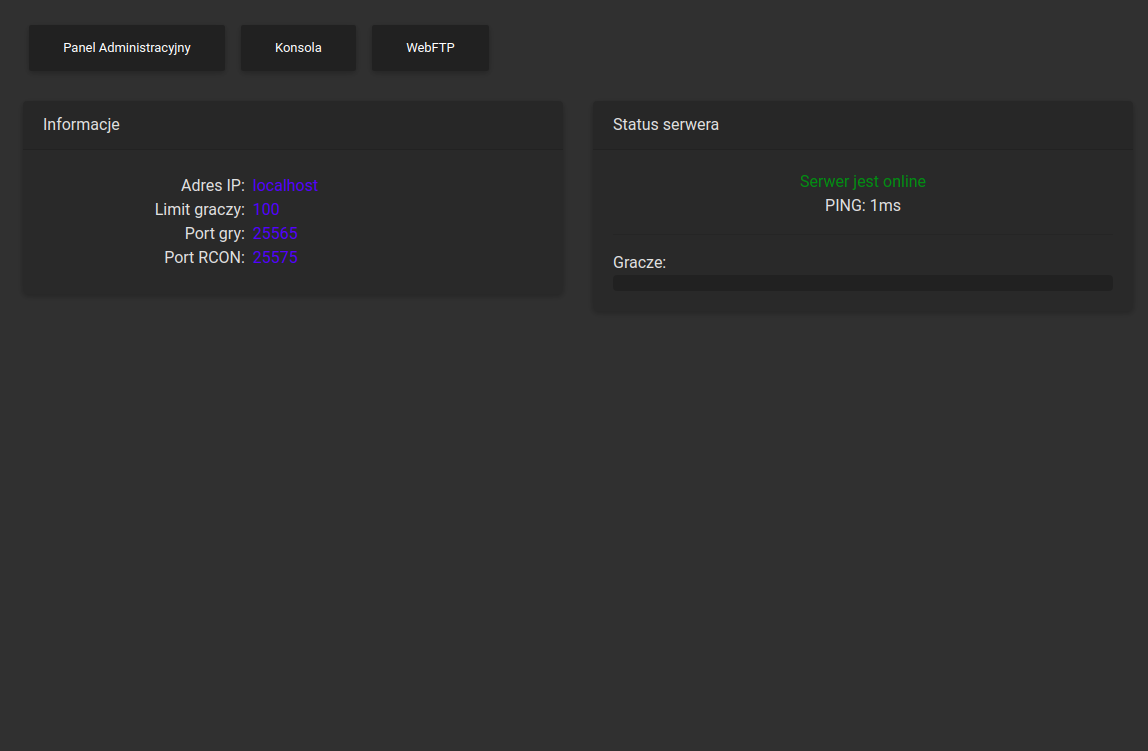 Panel Administracyjny
Konsola
WebFTP
Informacje
Adres IP: localhost
Limit graczy: 100
Port gry: 25565
Port RCON: 25575
Status serwera
Serwer jest online
PING: 1ms
Gracze: